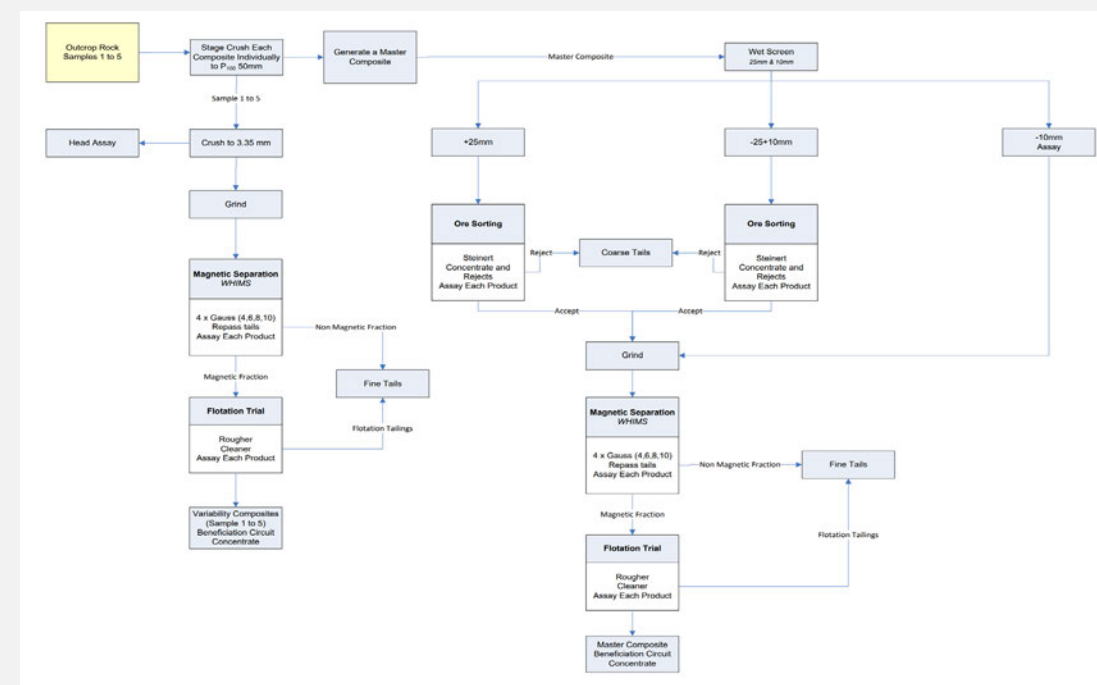 Outcrop Rock
Samples 1 to 5
Stage Crush Each
Composite Individually
to P₁₀₀ 50mm
Generate a Master
Composite
Master Composite
Wet Screen
25mm & 10mm
Sample 1 to 5
Head Assay
Crush to 3.35 mm
+25mm
-25+10mm
-10mm
Assay
Grind
Ore Sorting
Steinert
Concentrate and
Rejects
Assay Each Product
Reject
Coarse Tails
Reject
Ore Sorting
Steinert
Concentrate and
Rejects
Assay Each Product
Magnetic Separation
WHIMS
4 x Gauss (4,6,8,10)
Repass tails
Assay Each Product
Non Magnetic Fraction
Accept
Accept
Grind
Magnetic Fraction
Fine Tails
Flotation Trial
Rougher
Cleaner
Assay Each Product
Flotation Tailings
Magnetic Separation
WHIMS
4 x Gauss (4,6,8,10)
Repass tails
Assay Each Product
Non Magnetic Fraction
Fine Tails
Variability Composites
(Sample 1 to 5)
Beneficiation Circuit
Concentrate
Magnetic Fraction
Flotation Tailings
Flotation Trial
Rougher
Cleaner
Assay Each Product
Master Composite
Beneficiation Circuit
Concentrate